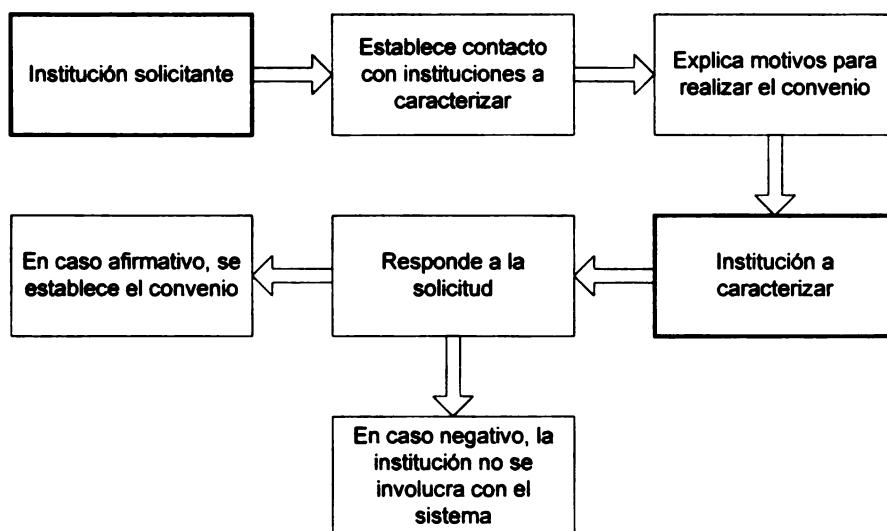 Institución solicitante
Establece contacto
con instituciones a
caracterizar
Explica motivos para
realizar el convenio
Institución a
caracterizar
Responde a la
solicitud
En caso afirmativo, se
establece el convenio
En caso negativo, la
institución no se
involucra con el
sistema